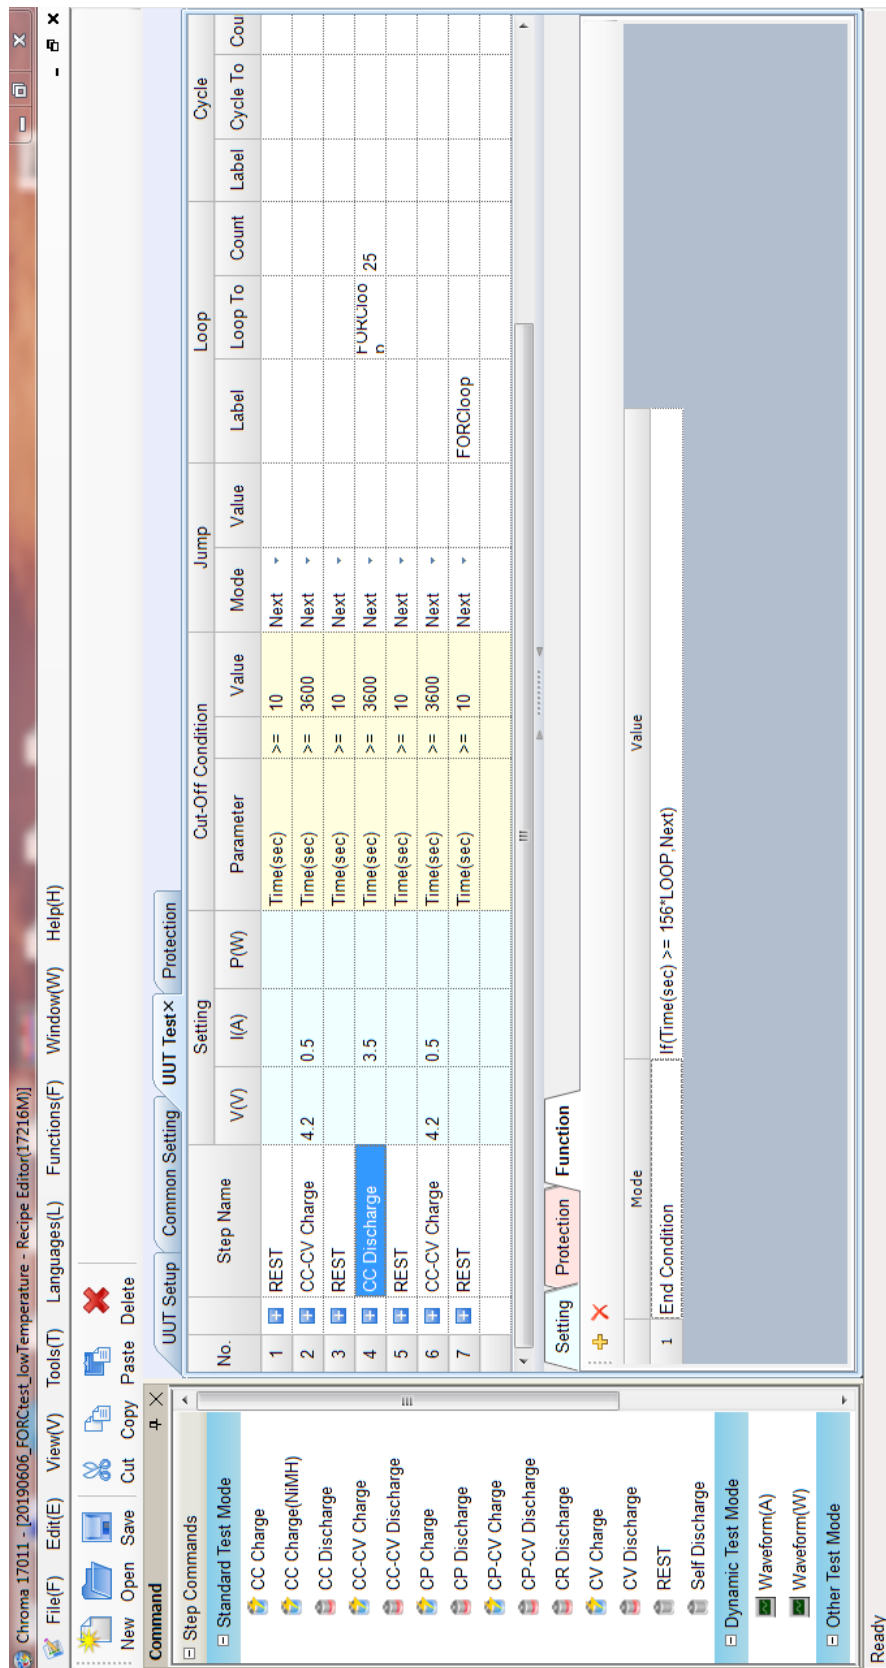 Chroma 17011 - [20190606_FORCtest_lowTemperature - Recipe Editor(17216M)]
File(F) Edit(E) View(V) Tools(T) Languages(L) Functions(F) Window(W) Help(H)
New Open Save Cut Copy Paste Delete
Command
Step Commands
Standard Test Mode
CC Charge
CC Charge(NiMH)
CC Discharge
CC-CV Charge
CC-CV Discharge
CP Charge
CP Discharge
CP-CV Charge
CP-CV Discharge
CR Discharge
CV Charge
CV Discharge
REST
Self Discharge
Dynamic Test Mode
Waveform(A)
Waveform(W)
Other Test Mode
UUT Setup Common Setting UUT Test× Protection
Setting Cut-Off Condition Jump Loop Cycle
No. Step Name V(V) I(A) P(W) Parameter Value Mode Value Label Loop To Count Label Cycle To Cou
1 REST Time(sec) >= 10 Next
2 CC-CV Charge 4.2 0.5 Time(sec) >= 3600 Next
3 REST Time(sec) >= 10 Next
4 CC Discharge 3.5 Time(sec) >= 3600 Next FORCloo 25
p
5 REST Time(sec) >= 10 Next
6 CC-CV Charge 4.2 0.5 Time(sec) >= 3600 Next
7 REST Time(sec) >= 10 Next FORCloop
Setting Protection Function
Mode Value
1 End Condition If(Time(sec) >= 156*LOOP,Next)
Ready